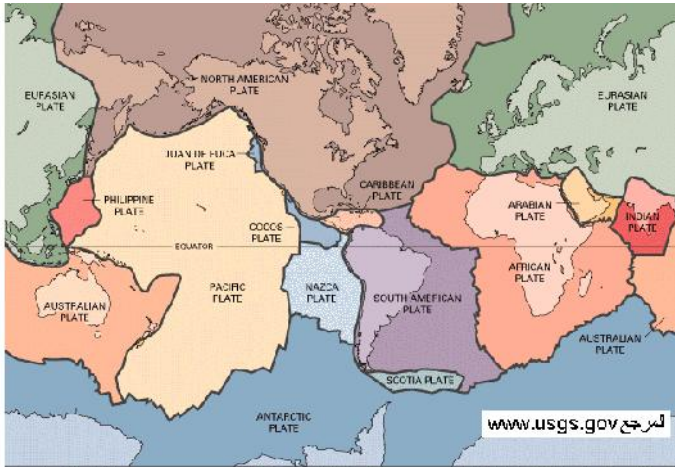 NORTH AMERICAN
PLATE
EURASIAN
PLATE
EURASIAN
PLATE
JUAN DE FUCA
PLATE
CARIBBEAN
PLATE
PHILIPPINE
PLATE
ARABIAN
PLATE
INDIAN
PLATE
COCOS
PLATE
EQUATOR
AUSTRALIAN
PLATE
PACIFIC
PLATE
NAZCA
PLATE
SOUTH AMERICAN
PLATE
AFRICAN
PLATE
AUSTRALIAN
PLATE
SCOTIA PLATE
ANTARCTIC
PLATE
المرجع www.usgs.gov